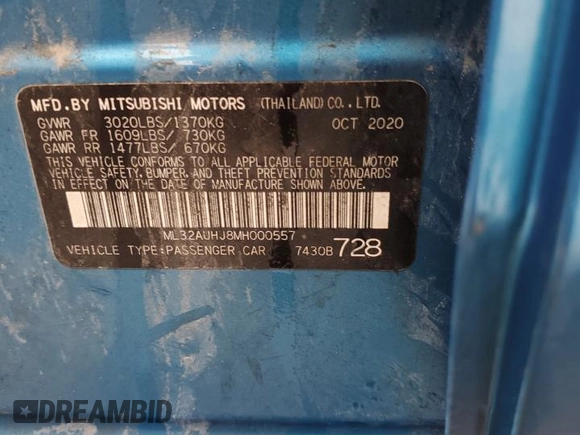 MFD.BY MITSUBISHI MOTORS (THAILAND) CO., LTD.
GVWR 3020LBS/1370KG OCT 2020
GAWR FR 1609LBS/ 730KG
GAWR RR 1477LBS/ 670KG
THIS VEHICLE CONFORMS TO ALL APPLICABLE FEDERAL MOTOR
VEHICLE SAFETY, BUMPER, AND THEFT PREVENTION STANDARDS
IN EFFECT ON THE DATE OF MANUFACTURE SHOWN ABOVE.
ML32AUHJ8MH000557
VEHICLE TYPE:PASSENGER CAR 7430B 728
DREAMBID